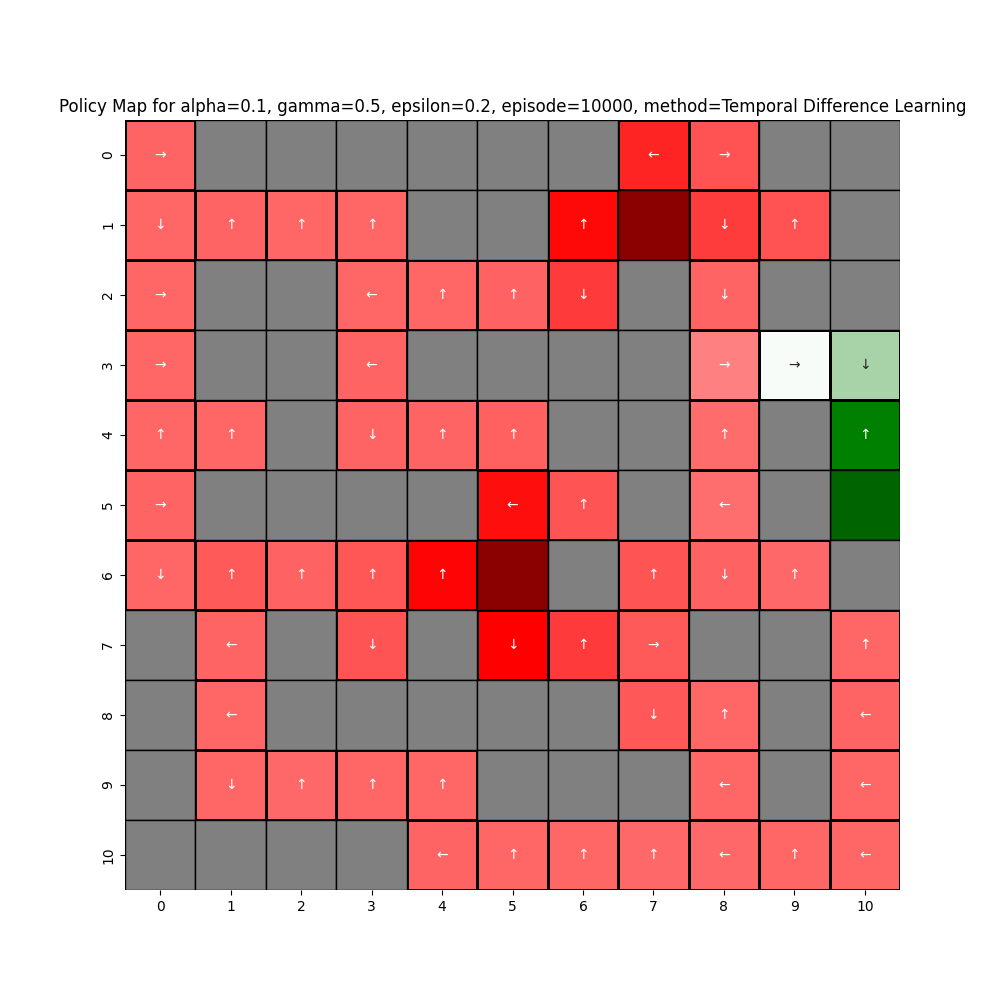 Policy Map for alpha=0.1, gamma=0.5, epsilon=0.2, episode=10000, method=Temporal Difference Learning
0 → ← →
1 ↓ ↑ ↑ ↑ ↑ ↓ ↑
2 → ← ↑ ↑ ↓ ↓
3 → ← → → ↓
4 ↑ ↑ ↓ ↑ ↑ ↑ ↑
5 → ← ↑ ←
6 ↓ ↑ ↑ ↑ ↑ ↑ ↓ ↑
7 ← ↓ ↓ ↑ → ↑
8 ← ↓ ↑ ←
9 ↓ ↑ ↑ ↑ ← ←
10 ← ↑ ↑ ↑ ← ↑ ←
0 1 2 3 4 5 6 7 8 9 10